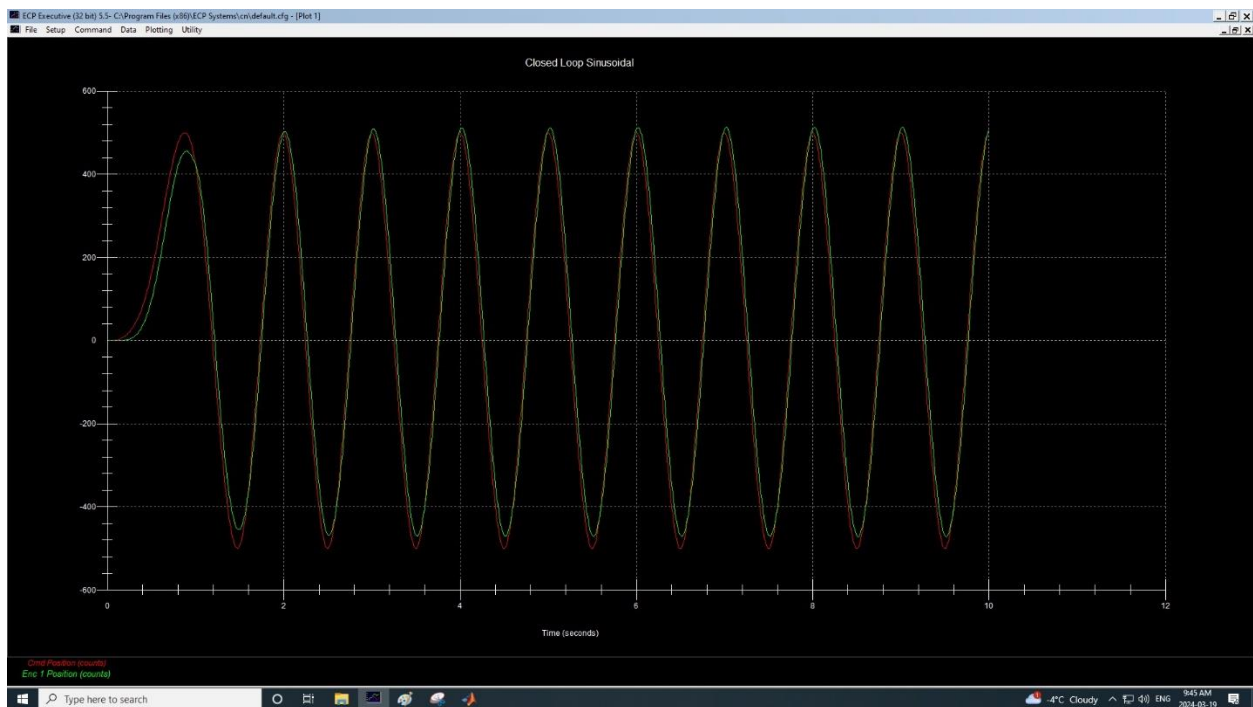 ECP Executive (32 bit) 5.5- C:\Program Files (x86)\ECP Systems\cn\default.cfg - [Plot 1]
File Setup Command Data Plotting Utility
Closed Loop Sinusoidal
600
400
200
0
-200
-400
-600
0 2 4 6 8 10 12
Time (seconds)
Cmd Position (counts)
Enc 1 Position (counts)
Type here to search
-4°C Cloudy ENG 9:45 AM
2024-03-19